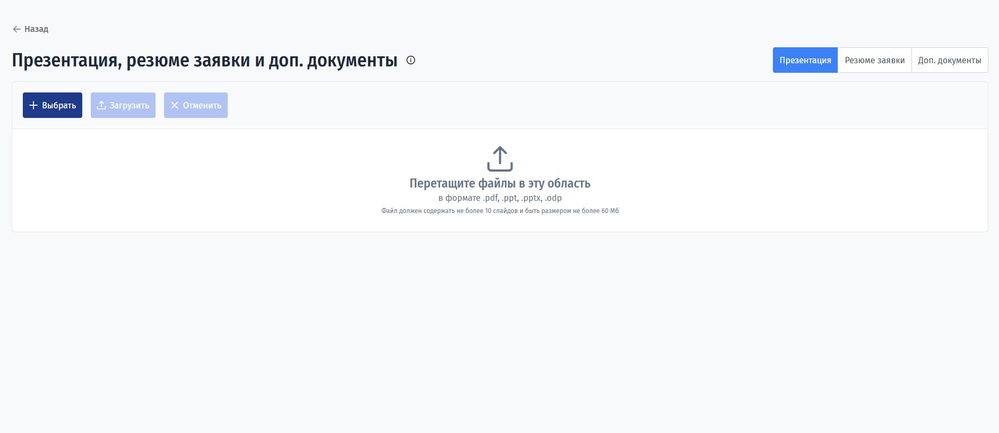 Назад
Презентация, резюме заявки и доп. документы
Презентация
Резюме заявки
Доп. документы
Выбрать
Загрузить
Отменить
Перетащите файлы в эту область
в формате .pdf, .ppt, .pptx, .odp
Файл должен содержать не более 10 слайдов и быть размером не более 60 Мб